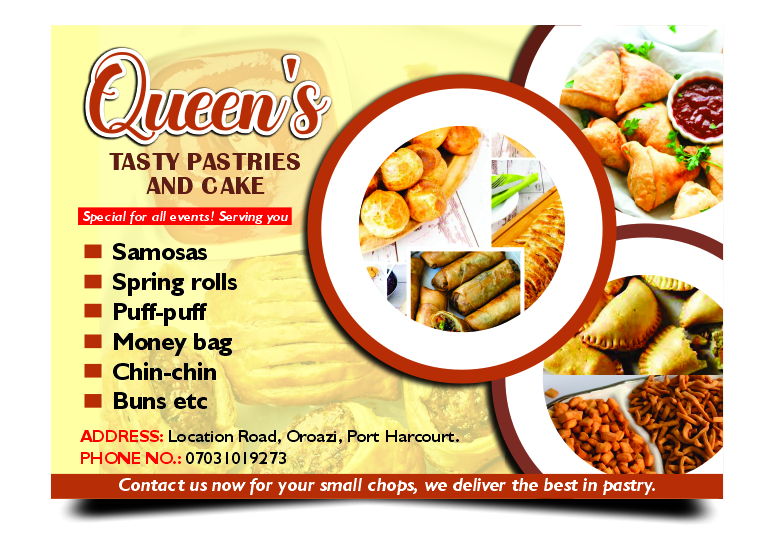 Queen's
TASTY PASTRIES
AND CAKE
Special for all events! Serving you
Samosas
Spring rolls
Puff-puff
Money bag
Chin-chin
Buns etc
ADDRESS: Location Road, Oroazi, Port Harcourt.
PHONE NO.: 07031019273
Contact us now for your small chops, we deliver the best in pastry.